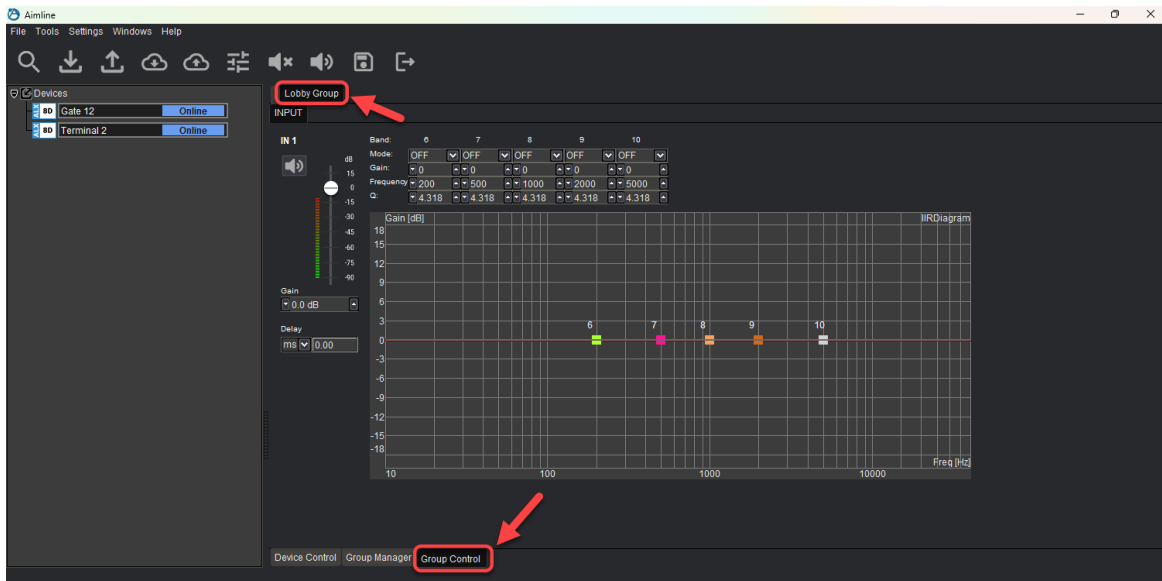 Aimline
File Tools Settings Windows Help
Devices
ALX 8D Gate 12 Online
ALX 8D Terminal 2 Online
Lobby Group
INPUT
IN 1
Band: 6 7 8 9 10
Mode: OFF OFF OFF OFF OFF
Gain: 0 0 0 0 0
Frequency 200 500 1000 2000 5000
Q: 4.318 4.318 4.318 4.318 4.318
dB
15
0
-15
-30
-45
-60
-75
-90
Gain
0.0 dB
Delay
ms 0.00
Gain [dB] IIRDiagram
18
15
12
9
6
3
0
-3
-6
-9
-12
-15
-18
6 7 8 9 10
Freq [Hz]
10 100 1000 10000
Device Control Group Manager Group Control